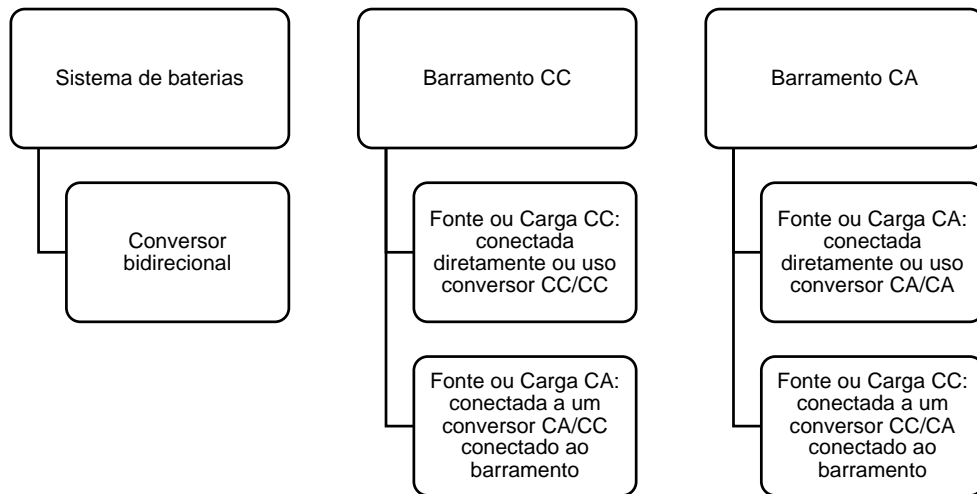 Sistema de baterias
Conversor
bidirecional
Barramento CC
Fonte ou Carga CC:
conectada
diretamente ou uso
conversor CC/CC
Fonte ou Carga CA:
conectada a um
conversor CA/CC
conectado ao
barramento
Barramento CA
Fonte ou Carga CA:
conectada
diretamente ou uso
conversor CA/CA
Fonte ou Carga CC:
conectada a um
conversor CC/CA
conectado ao
barramento